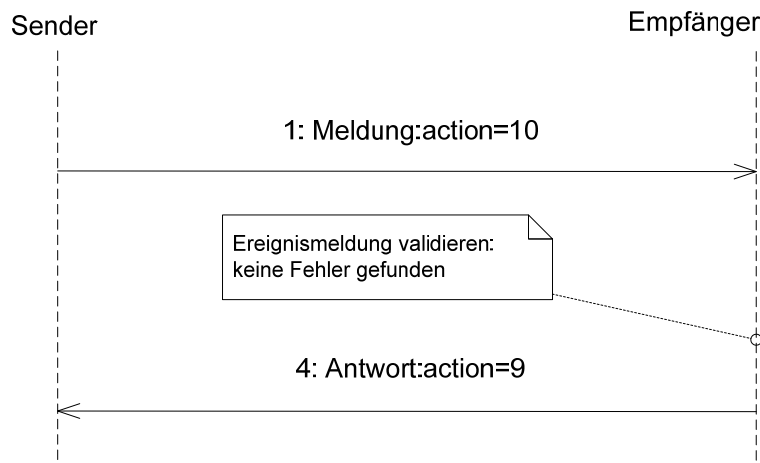 Sender
Empfänger
1: Meldung:action=10
Ereignismeldung validieren:
keine Fehler gefunden
4: Antwort:action=9